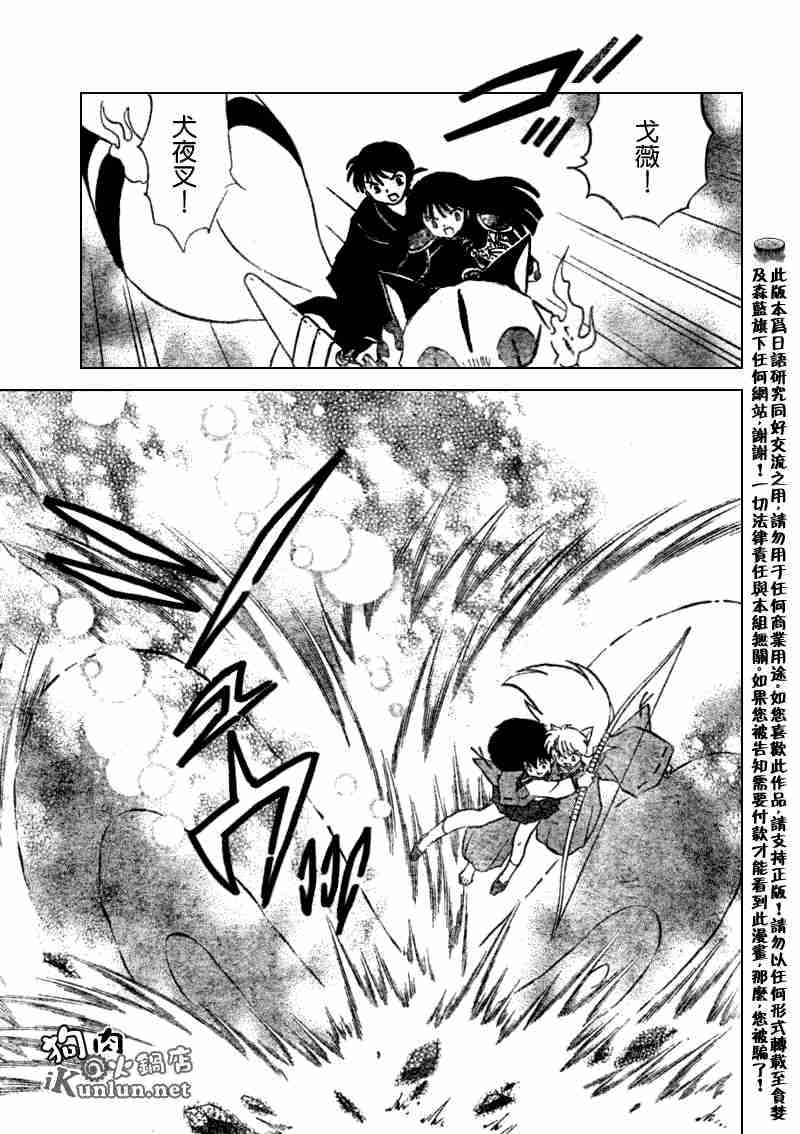 ゴ
戈薇！
犬夜叉！
此版本爲日語研究同好交流之用，請勿用于任何商業用途。如您喜歡此作品，請支持正版！請勿以任何形式轉載至貪婪
及森藍旗下任何網站，謝謝！一切法律責任與本組無關。如果您被告知需要付款才能看到此漫畫，那麽，您被騙了！
狗肉火鍋店
iKunlun.net